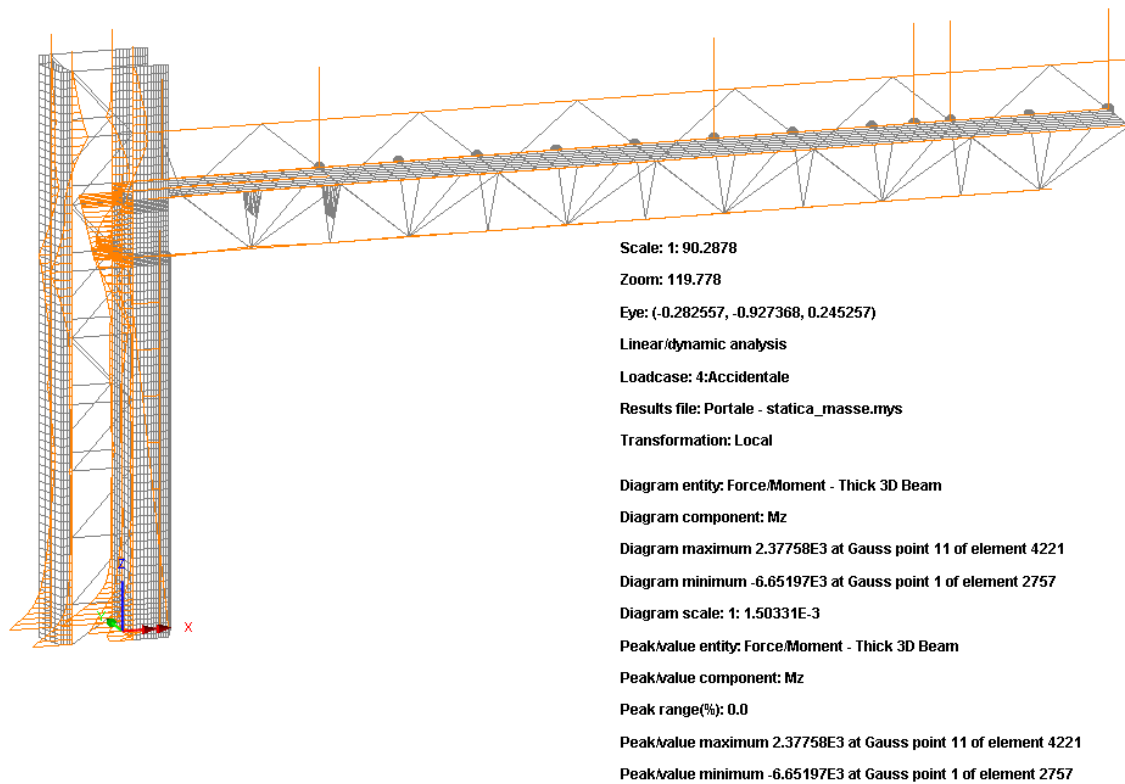 Scale: 1: 90.2878
Zoom: 119.778
Eye: (-0.282557, -0.927368, 0.245257)
Linear/dynamic analysis
Loadcase: 4:Accidentale
Results file: Portale - statica_masse.mys
Transformation: Local
Diagram entity: Force/Moment - Thick 3D Beam
Diagram component: Mz
Diagram maximum 2.37758E3 at Gauss point 11 of element 4221
Diagram minimum -6.65197E3 at Gauss point 1 of element 2757
Diagram scale: 1: 1.50331E-3
Z
X
Peak/value entity: Force/Moment - Thick 3D Beam
Peak/value component: Mz
Peak range(%): 0.0
Peak/value maximum 2.37758E3 at Gauss point 11 of element 4221
Peak/value minimum -6.65197E3 at Gauss point 1 of element 2757